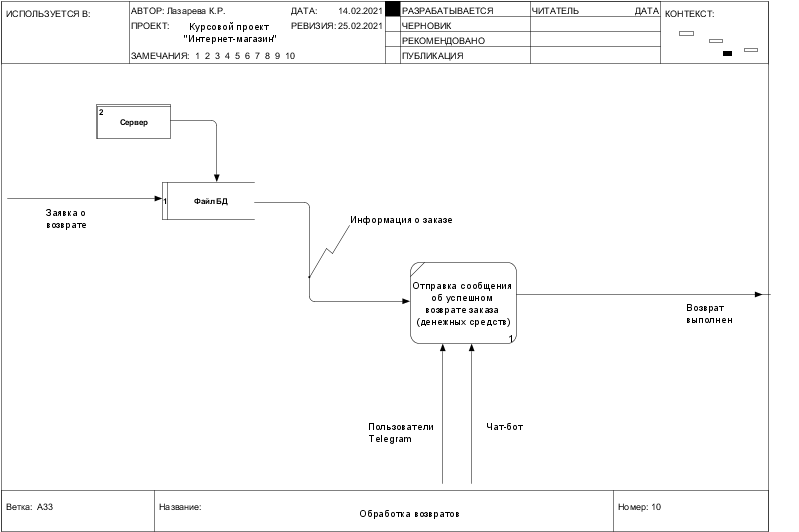 ИСПОЛЬЗУЕТСЯ В:
АВТОР: Лазарева К.Р.
ДАТА: 14.02.2021
ПРОЕКТ: Курсовой проект
"Интернет-магазин"
РЕВИЗИЯ: 25.02.2021
ЗАМЕЧАНИЯ: 1 2 3 4 5 6 7 8 9 10
РАЗРАБАТЫВАЕТСЯ
ЧЕРНОВИК
РЕКОМЕНДОВАНО
ПУБЛИКАЦИЯ
ЧИТАТЕЛЬ
ДАТА
КОНТЕКСТ:
2
Сервер
1
Файл БД
Заявка о
возврате
Информация о заказе
Отправка сообщения
об успешном
возврате заказа
(денежных средств)
1
Возврат
выполнен
Пользователи
Telegram
Чат-бот
Ветка: A33
Название:
Обработка возвратов
Номер: 10